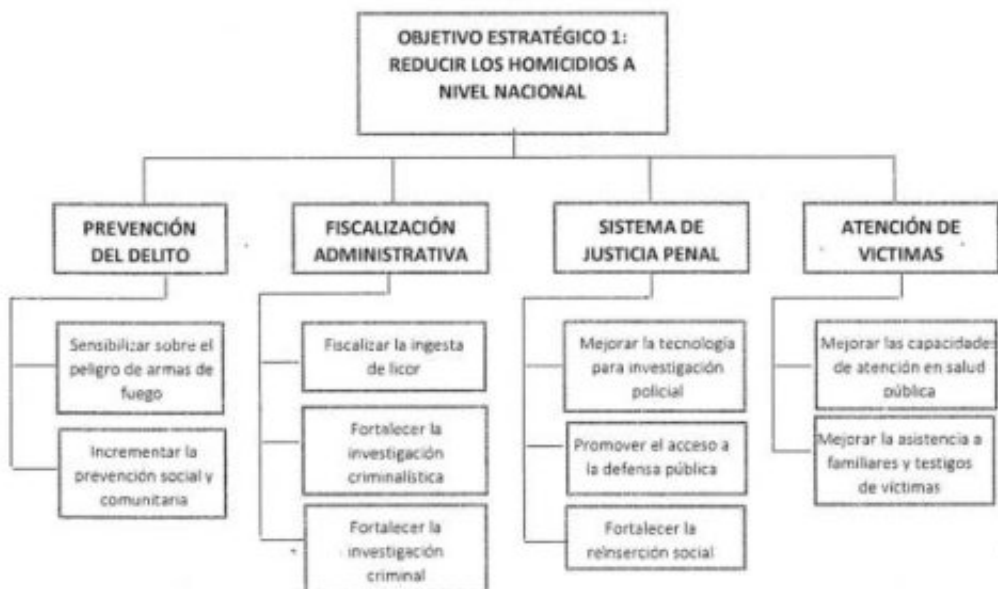 OBJETIVO ESTRATÉGICO 1:
REDUCIR LOS HOMICIDIOS A
NIVEL NACIONAL
PREVENCIÓN
DEL DELITO
Sensibilizar sobre el
peligro de armas de
fuego
Incrementar la
prevención social y
comunitaria
FISCALIZACIÓN
ADMINISTRATIVA
Fiscalizar la ingesta
de licor
Fortalecer la
investigación
criminalística
Fortalecer la
investigación
criminal
SISTEMA DE
JUSTICIA PENAL
Mejorar la tecnología
para investigación
policial
Promover el acceso a
la defensa pública
Fortalecer la
reinserción social
ATENCIÓN DE
VICTIMAS
Mejorar las capacidades
de atención en salud
pública
Mejorar la asistencia a
familiares y testigos
de víctimas